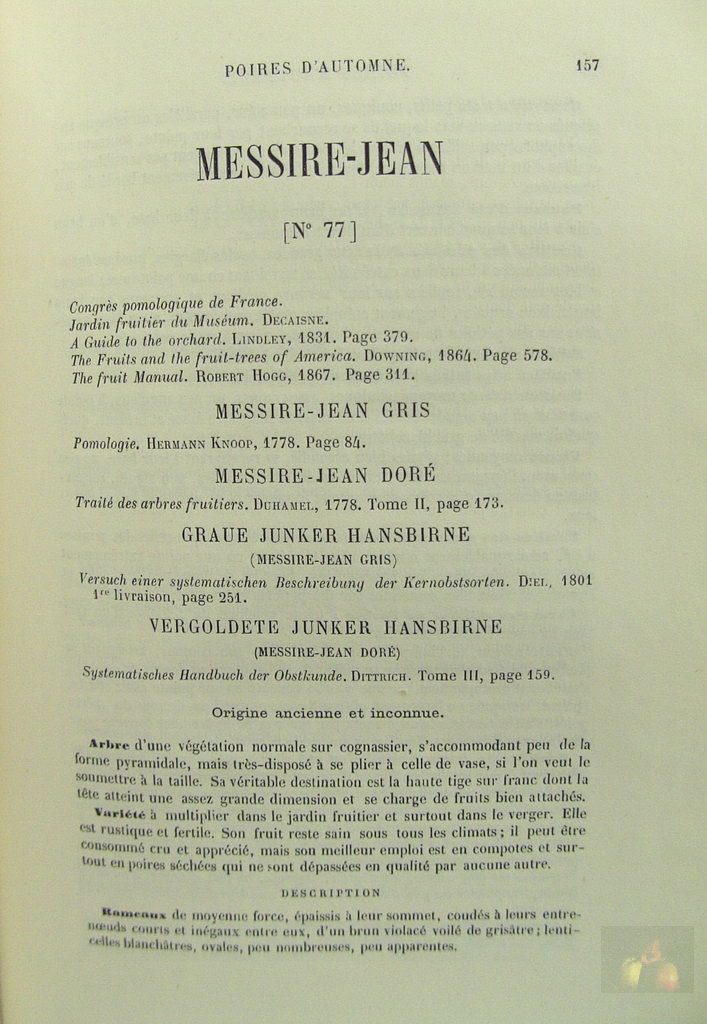 POIRES D'AUTOMNE. 157
MESSIRE-JEAN
[N° 77]
Congrès pomologique de France.
Jardin fruitier du Muséum. DECAISNE.
A Guide to the orchard. LINDLEY, 1831. Page 379.
The Fruits and the fruit-trees of America. DOWNING, 1864. Page 578.
The fruit Manual. ROBERT HOGG, 1867. Page 311.
MESSIRE-JEAN GRIS
Pomologie. HERMANN KNOOP, 1778. Page 84.
MESSIRE-JEAN DORÉ
Traité des arbres fruitiers. DUHAMEL, 1778. Tome II, page 173.
GRAUE JUNKER HANSBIRNE
(MESSIRE-JEAN GRIS)
Versuch einer systematischen Beschreibung der Kernobstsorten. DIEL, 1801
1re livraison, page 251.
VERGOLDETE JUNKER HANSBIRNE
(MESSIRE-JEAN DORÉ)
Systematisches Handbuch der Obstkunde. DITTRICH. Tome III, page 159.
Origine ancienne et inconnue.
Arbre d'une végétation normale sur cognassier, s'accommodant peu de la
forme pyramidale, mais très-disposé à se plier à celle de vase, si l'on veut le
soumettre à la taille. Sa véritable destination est la haute tige sur franc dont la
tête atteint une assez grande dimension et se charge de fruits bien attachés.
Variété à multiplier dans le jardin fruitier et surtout dans le verger. Elle
est rustique et fertile. Son fruit reste sain sous tous les climats; il peut être
consommé cru et apprécié, mais son meilleur emploi est en compotes et sur-
tout en poires séchées qui ne sont dépassées en qualité par aucune autre.
DESCRIPTION
Rameaux de moyenne force, épaissis à leur sommet, coudés à leurs entre-
nœuds courts et inégaux entre eux, d'un brun violacé voilé de grisâtre; lenti-
celles blanchâtres, ovales, peu nombreuses, peu apparentes.